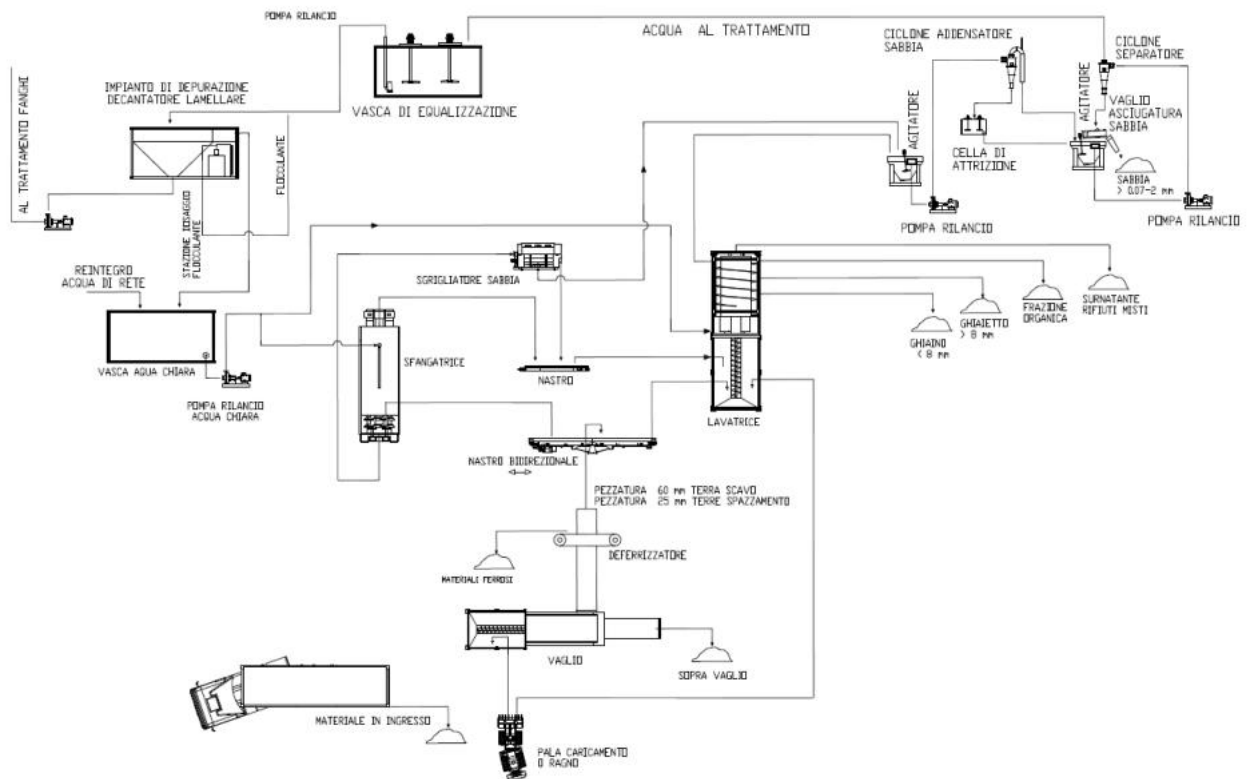 POMPA RILANCIO
ACQUA AL TRATTAMENTO
CICLONE ADDENSATORE
SABBIA
CICLONE
SEPARATORE
AGITATORE
VAGLIO
ASCIUGATURA
SABBIA
IMPIANTO DI DEPURAZIONE
DECANTATORE LAMELLARE
VASCA DI EQUALIZZAZIONE
AL TRATTAMENTO FANGHI
FLOCCULANTE
AGITATORE
CELLA DI
ATTRIZIONE
SABBIA
> 0.07-2 mm
POMPA RILANCIO
POMPA RILANCIO
STAZIONE DOSAGGIO
FLOCCULANTE
REINTEGRO
ACQUA DI RETE
SGRIGLIATORE SABBIA
SURNATANTE
RIFIUTI MISTI
FRAZIONE
ORGANICA
GHIAIETTO
> 8 mm
GHIAINO
< 8 mm
SFANGATRICE
VASCA AQUA CHIARA
NASTRO
POMPA RILANCIO
ACQUA CHIARA
LAVATRICE
NASTRO BIDIREZIONALE
PEZZATURA 60 mm TERRA SCAVO
PEZZATURA 25 mm TERRE SPAZZAMENTO
DEFERRIZZATORE
MATERIALI FERROSI
VAGLIO
SOPRA VAGLIO
MATERIALE IN INGRESSO
PALA CARICAMENTO
O RAGNO